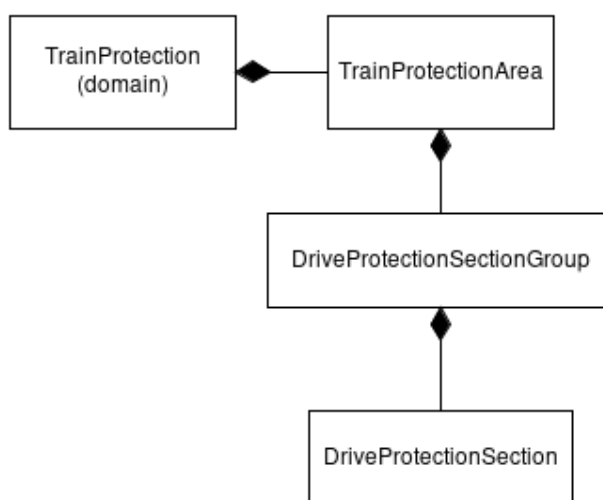 TrainProtection
(domain)
TrainProtectionArea
DriveProtectionSectionGroup
DriveProtectionSection